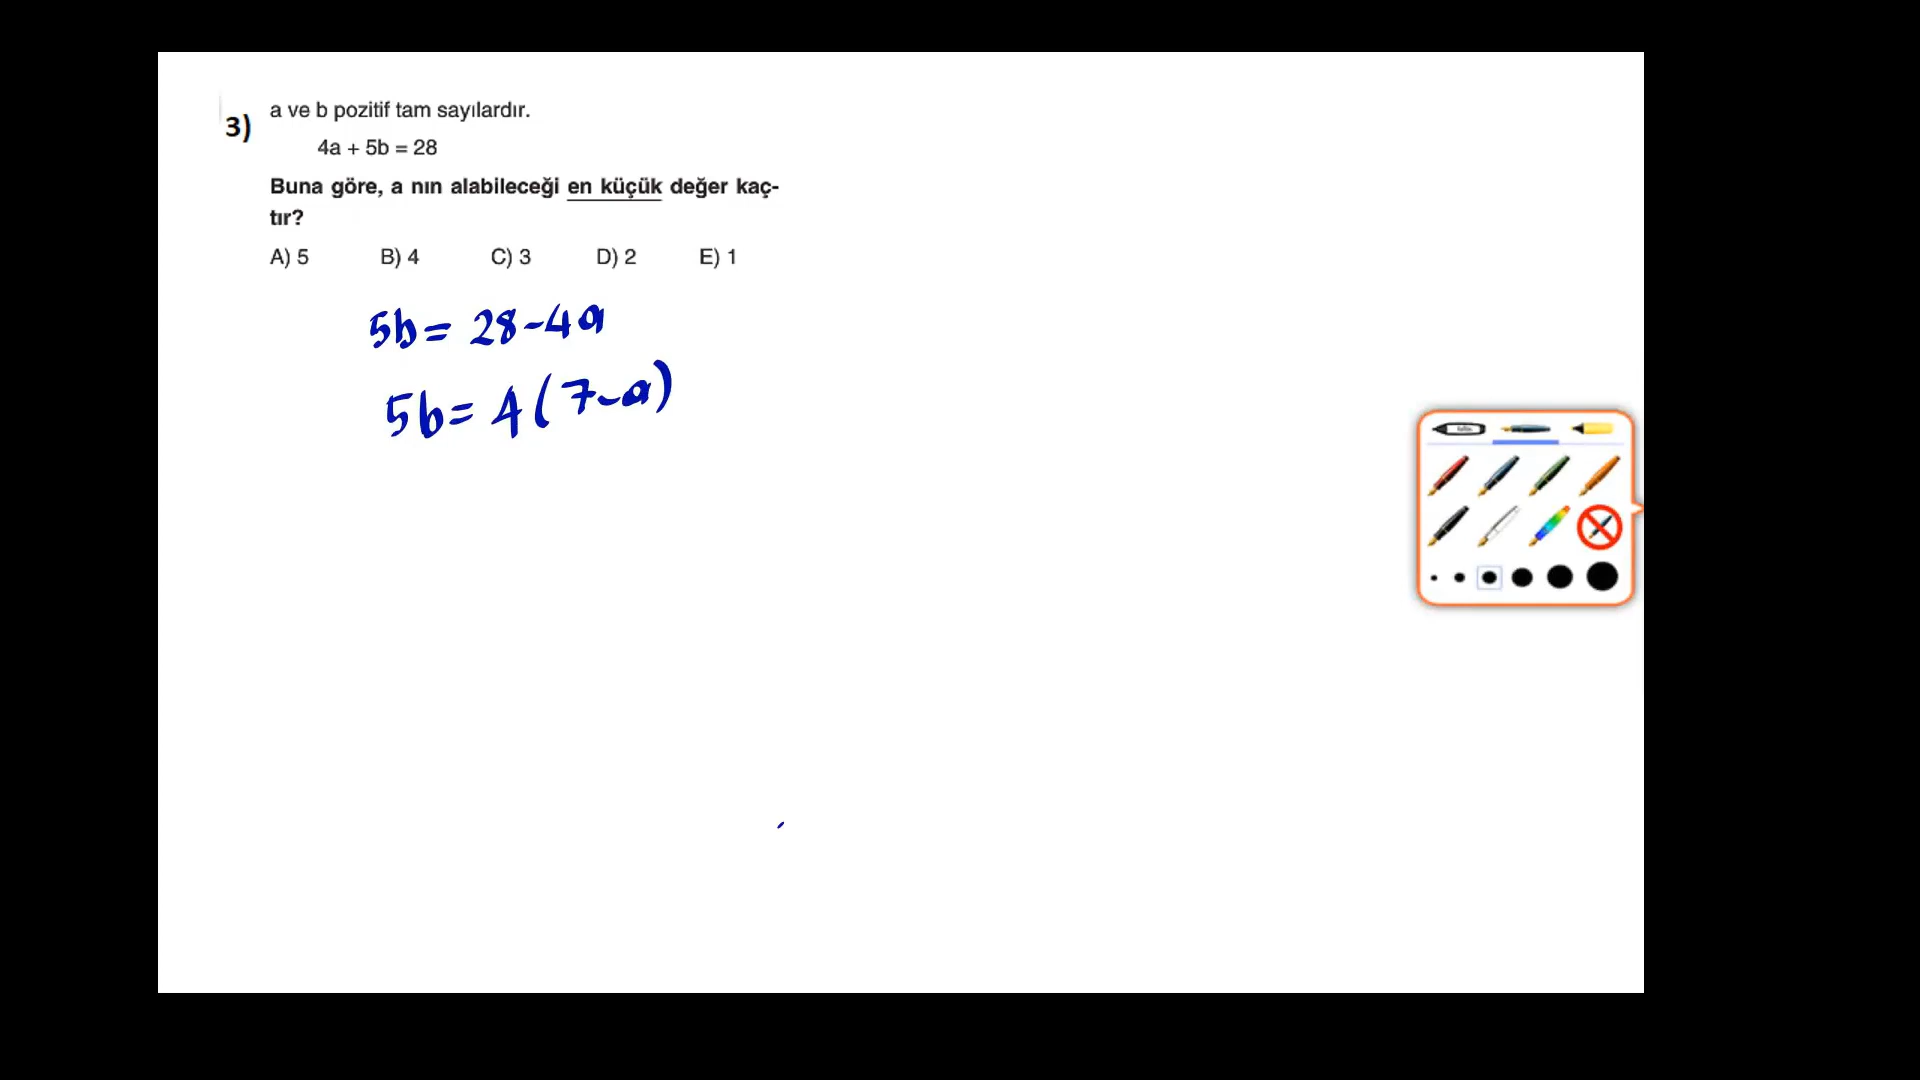 3)
a ve b pozitif tam sayılardır.
4a + 5b = 28
Buna göre, a nın alabileceği en küçük değer kaç-
tır?
A) 5 B) 4 C) 3 D) 2 E) 1
5b = 28-4a
5b = 4(7-a)